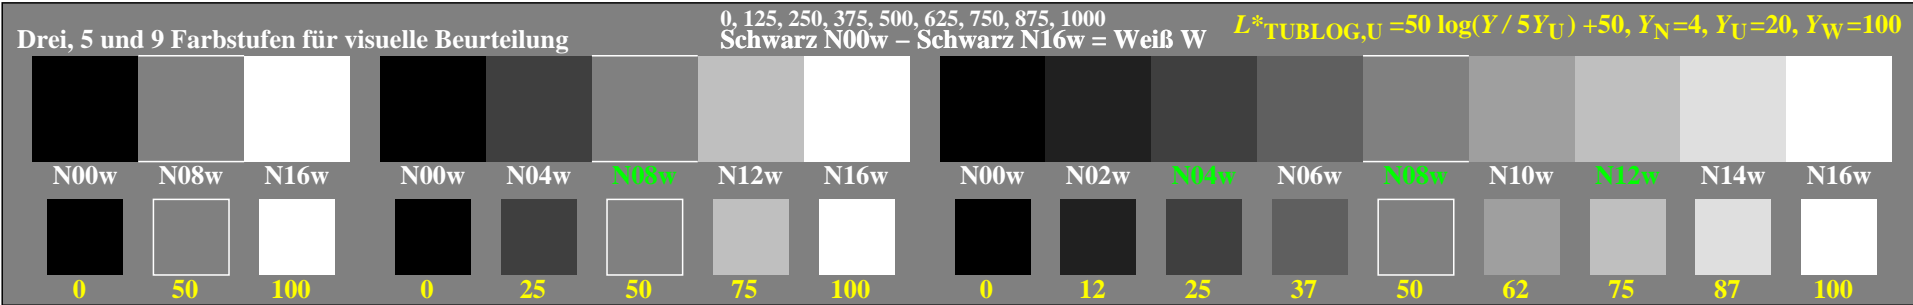 0, 125, 250, 375, 500, 625, 750, 875, 1000
Drei, 5 und 9 Farbstufen für visuelle Beurteilung
Schwarz N00w – Schwarz N16w = Weiß W
L*TUBLOG,U =50 log(Y / 5YU) +50, YN=4, YU=20, YW=100
N00w N08w N16w N00w N04w N08w N12w N16w N00w N02w N04w N06w N08w N10w N12w N14w N16w
0 50 100 0 25 50 75 100 0 12 25 37 50 62 75 87 100